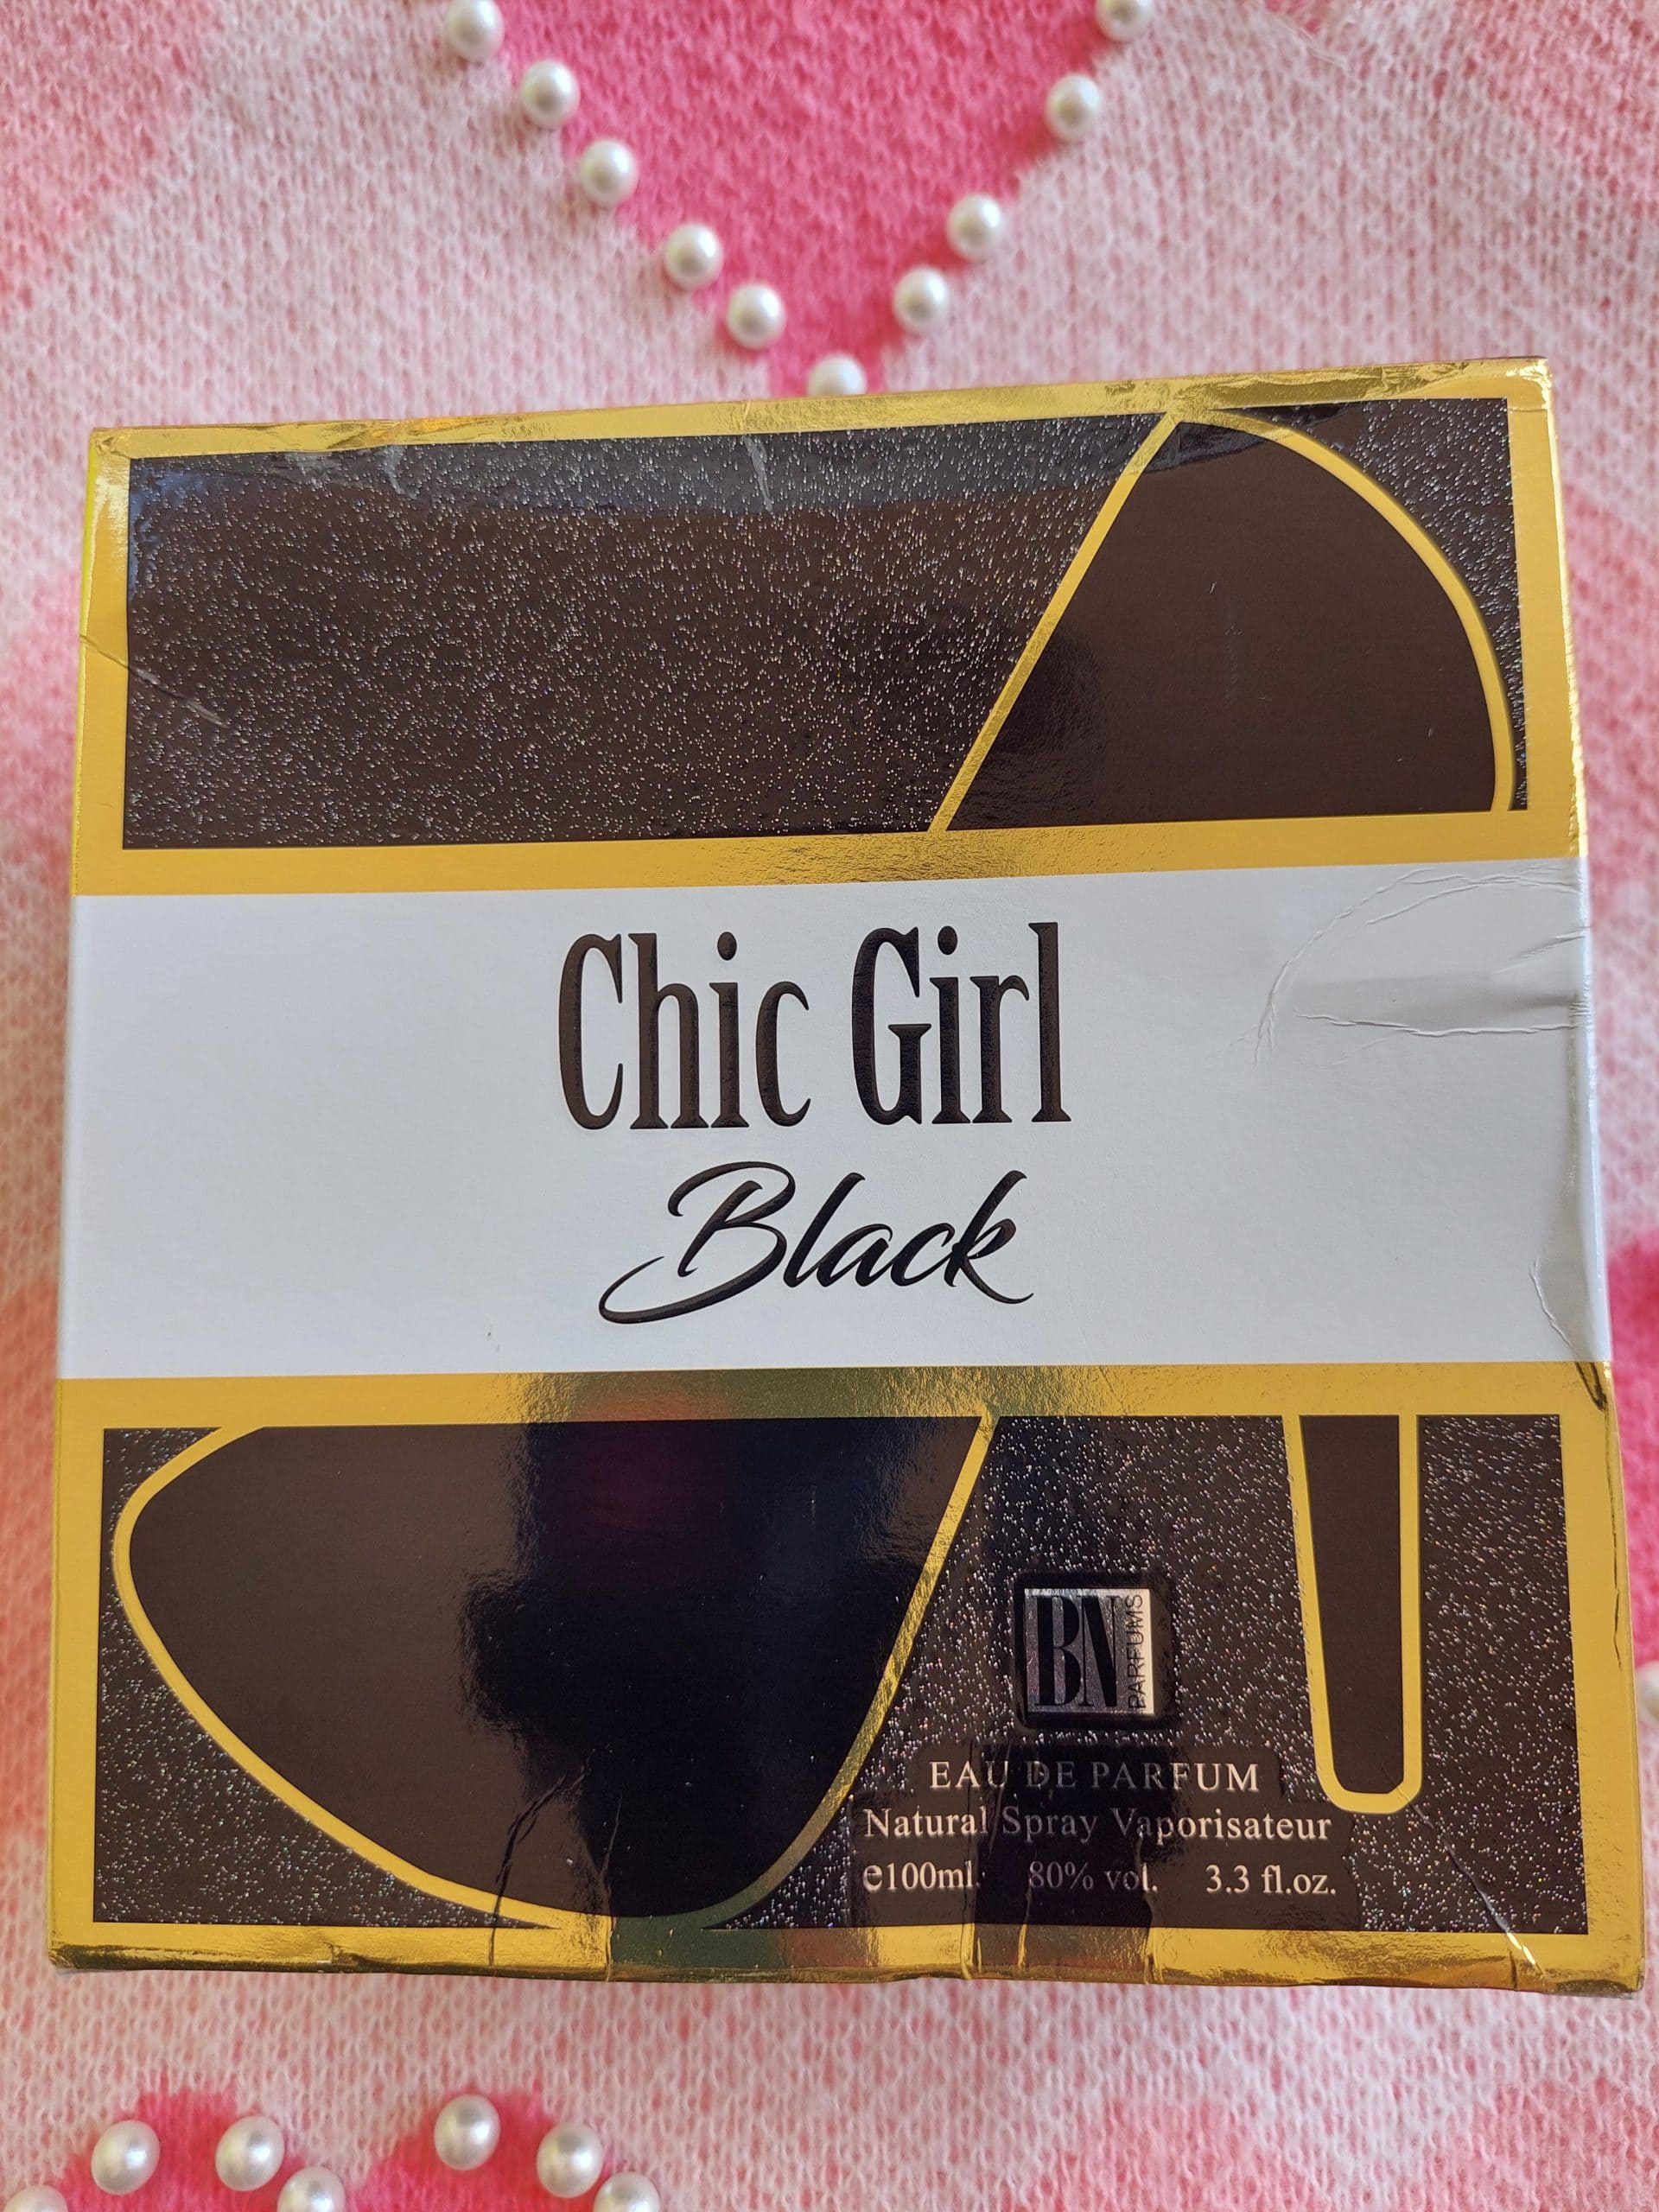 Chic Girl
Black
BN
PARFUMS
EAU DE PARFUM
Natural Spray Vaporisateur
℮100ml. 80% vol. 3.3 fl.oz.